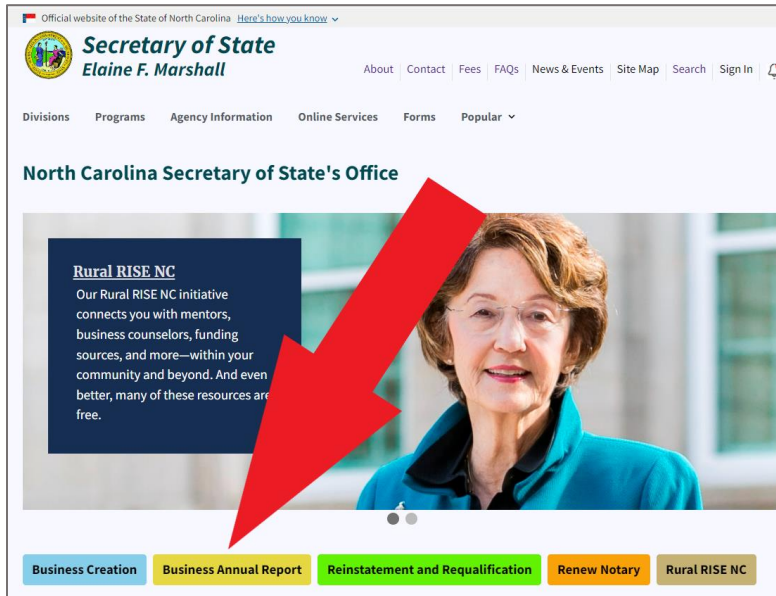 Official website of the State of North Carolina Here's how you know
Secretary of State
Elaine F. Marshall
About Contact Fees FAQs News & Events Site Map Search Sign In
Divisions Programs Agency Information Online Services Forms Popular
North Carolina Secretary of State's Office
Rural RISE NC
Our Rural RISE NC initiative
connects you with mentors,
business counselors, funding
sources, and more—within your
community and beyond. And even
better, many of these resources are
free.
Business Creation Business Annual Report Reinstatement and Requalification Renew Notary Rural RISE NC